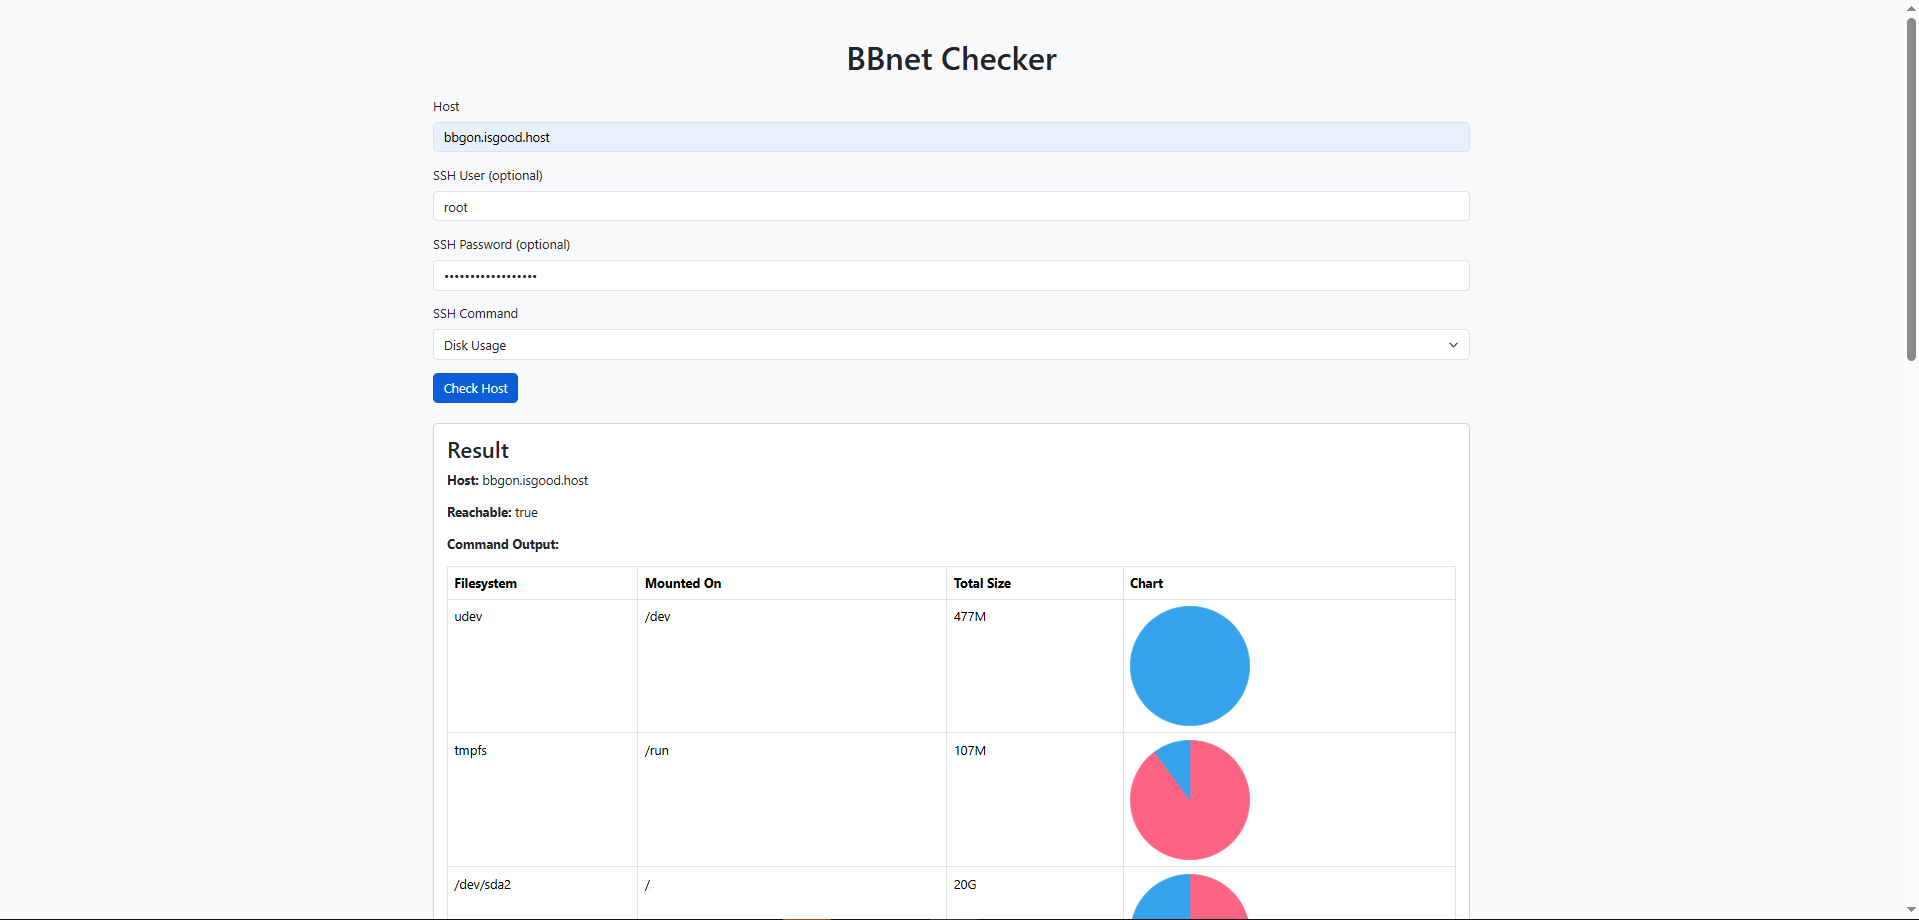 BBnet Checker
Host
bbgon.isgood.host
SSH User (optional)
root
SSH Password (optional)
••••••••••••••••••
SSH Command
Disk Usage
Check Host
Result
Host: bbgon.isgood.host
Reachable: true
Command Output:
Filesystem Mounted On Total Size Chart
udev /dev 477M
tmpfs /run 107M
/dev/sda2 / 20G